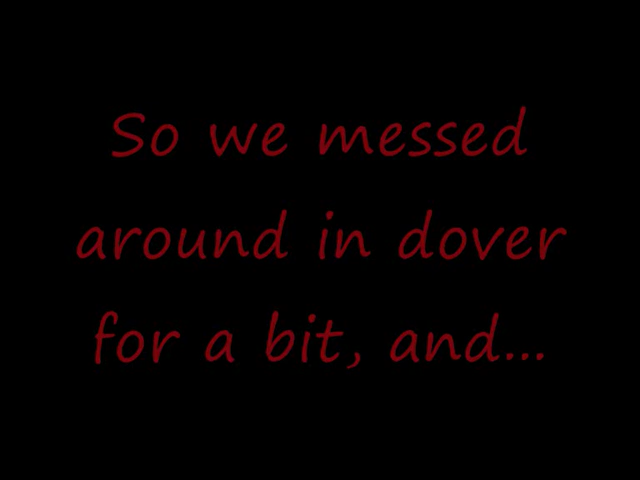 So we messed
around in dover
for a bit, and...